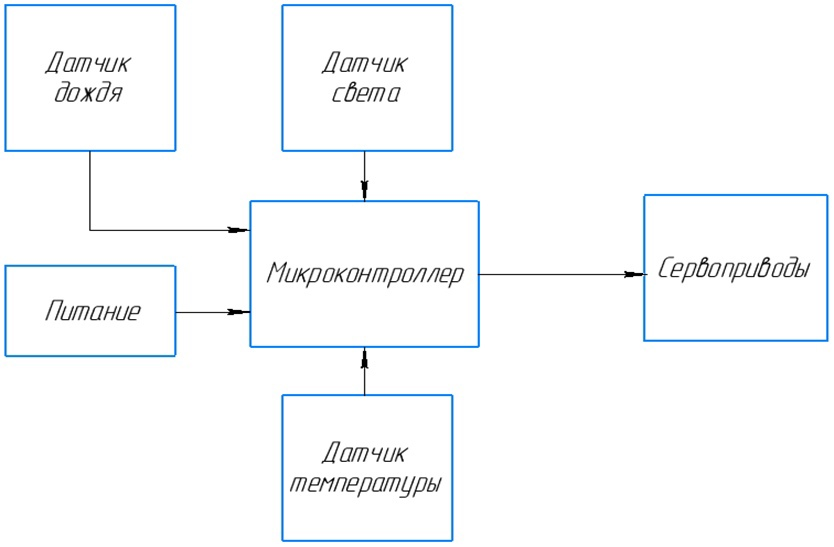 Датчик
дождя
Датчик
света
Микроконтроллер
Сервоприводы
Питание
Датчик
температуры